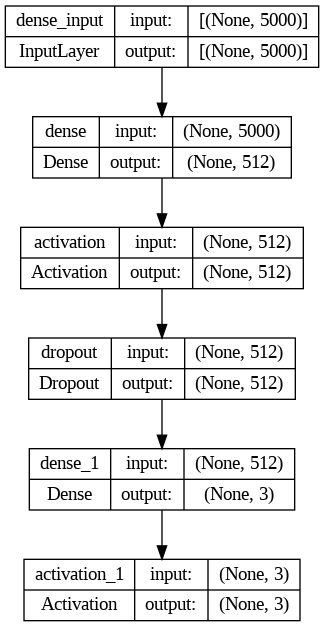 dense_input input: [(None, 5000)]
InputLayer output: [(None, 5000)]
dense input: (None, 5000)
Dense output: (None, 512)
activation input: (None, 512)
Activation output: (None, 512)
dropout input: (None, 512)
Dropout output: (None, 512)
dense_1 input: (None, 512)
Dense output: (None, 3)
activation_1 input: (None, 3)
Activation output: (None, 3)